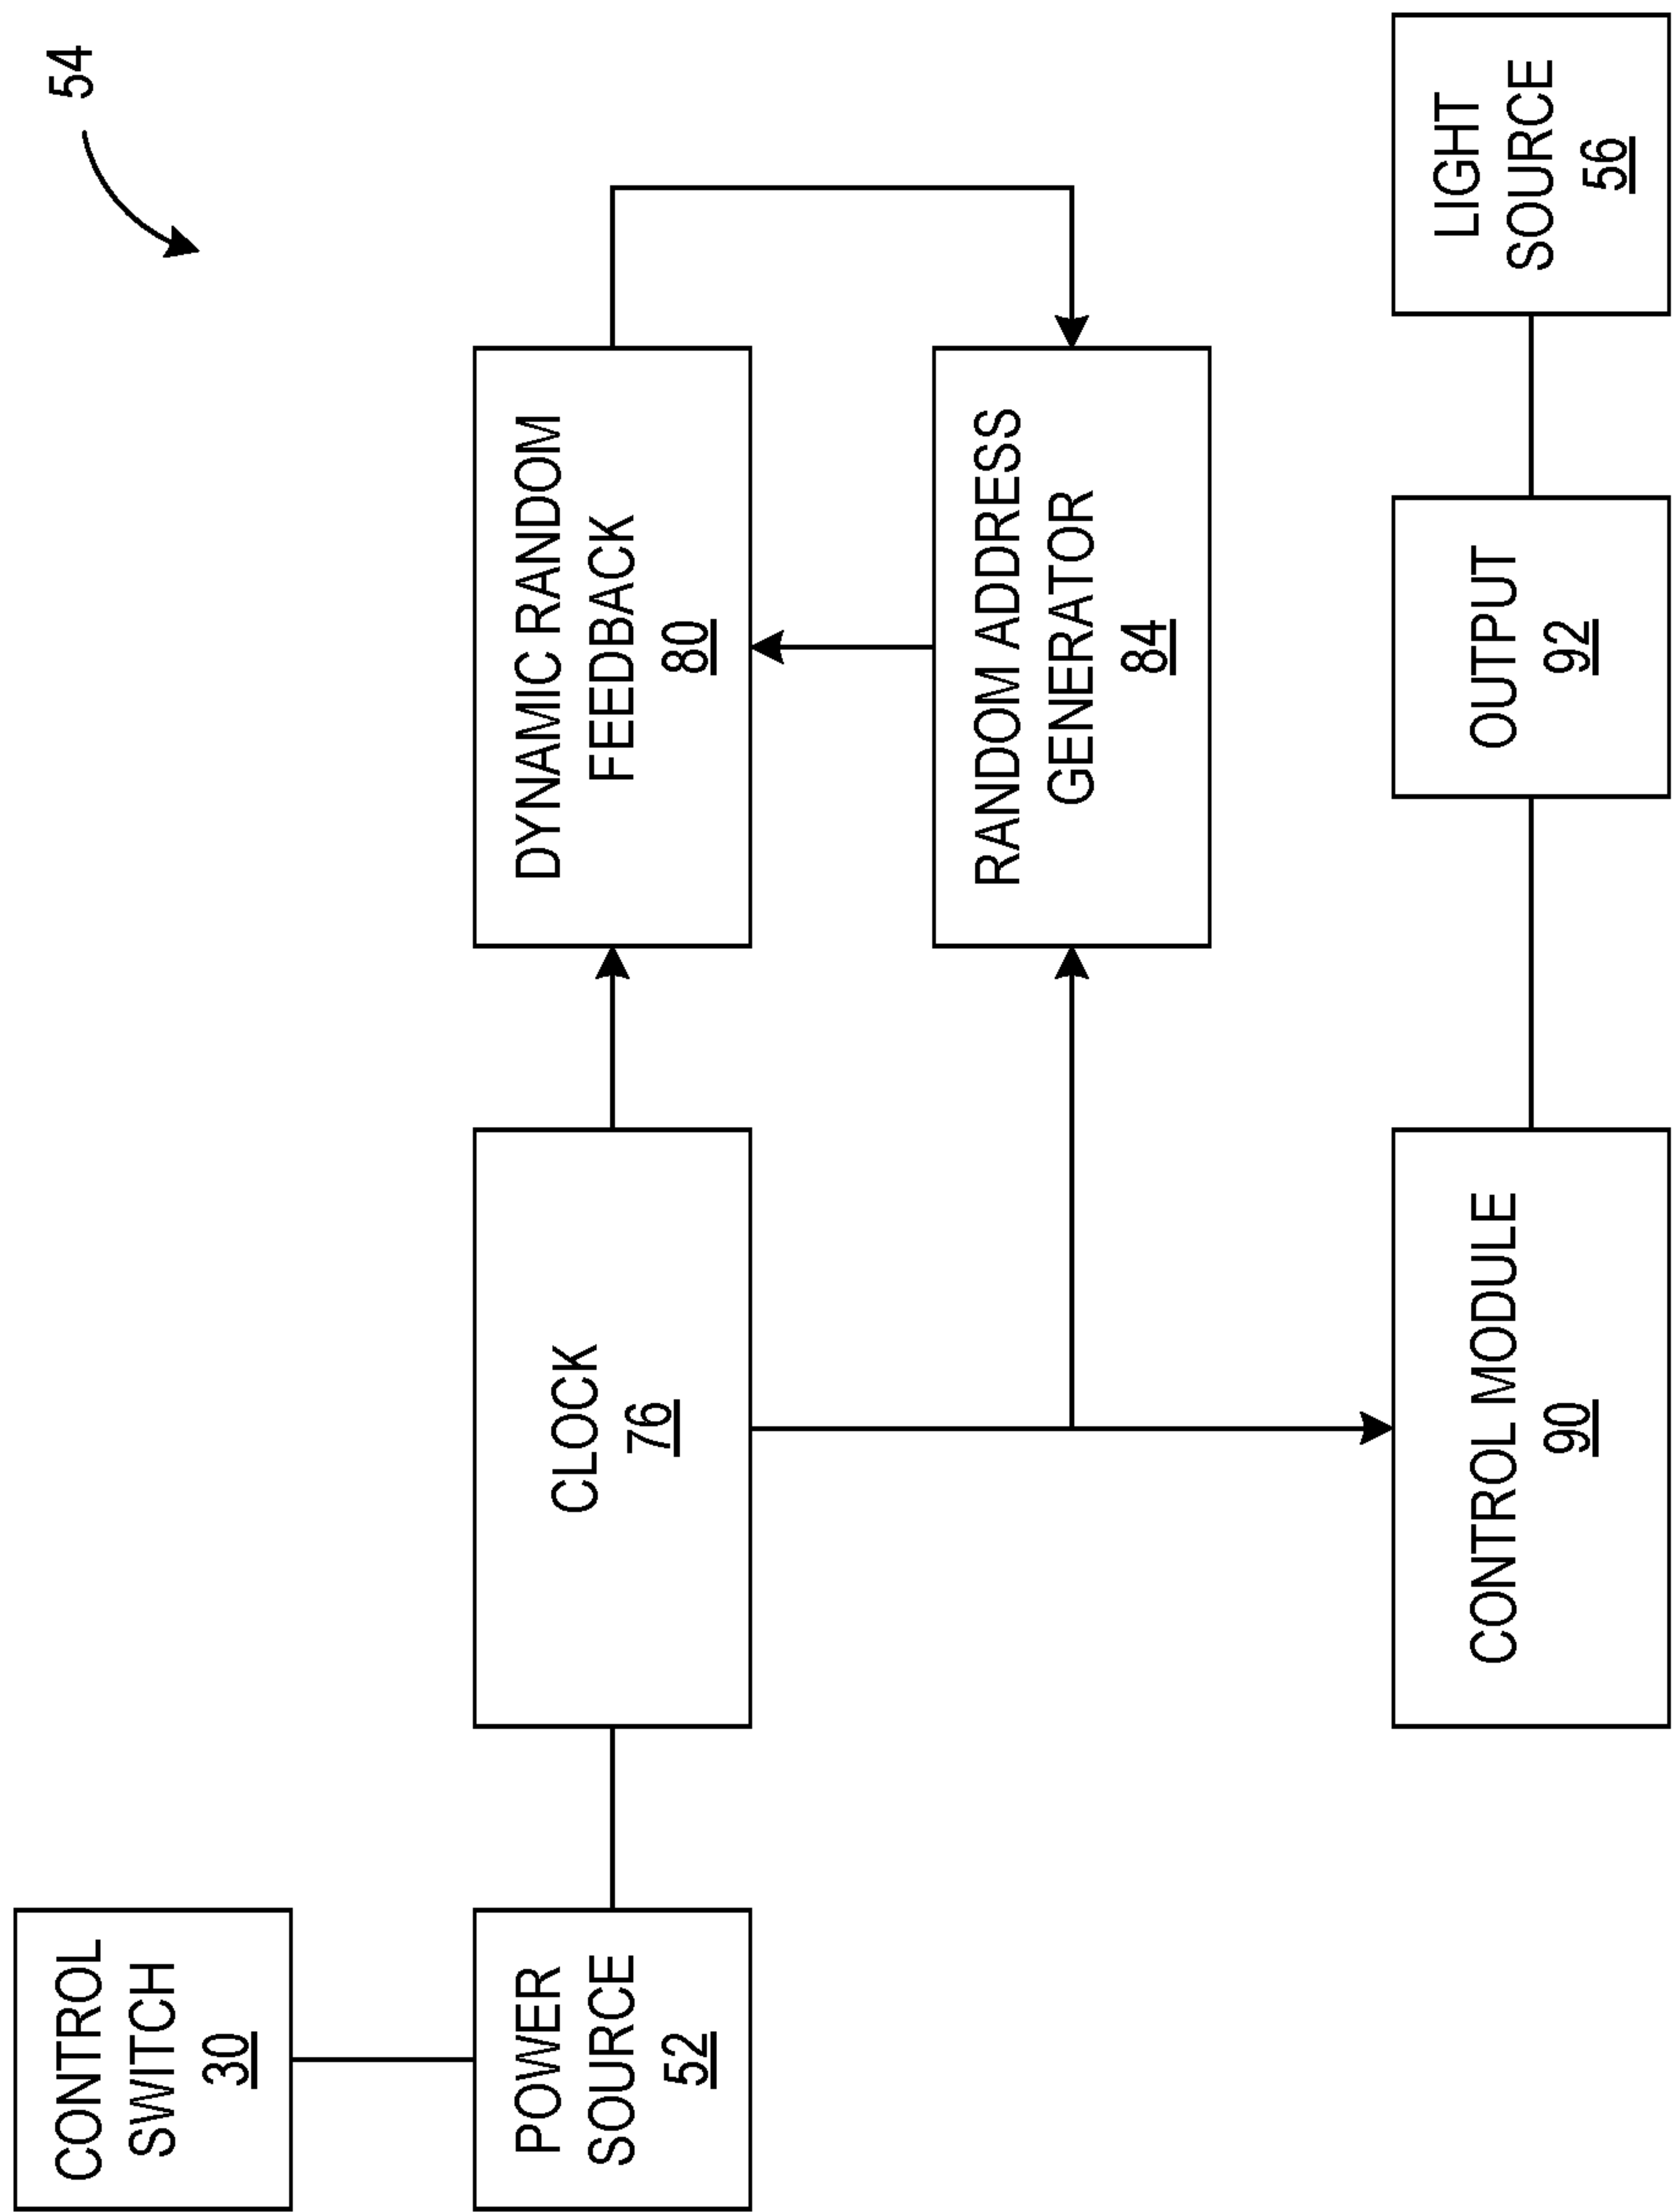 54
CONTROL
SWITCH
30
POWER
SOURCE
52
CLOCK
76
DYNAMIC RANDOM
FEEDBACK
80
RANDOM ADDRESS
GENERATOR
84
CONTROL MODULE
90
OUTPUT
92
LIGHT
SOURCE
56